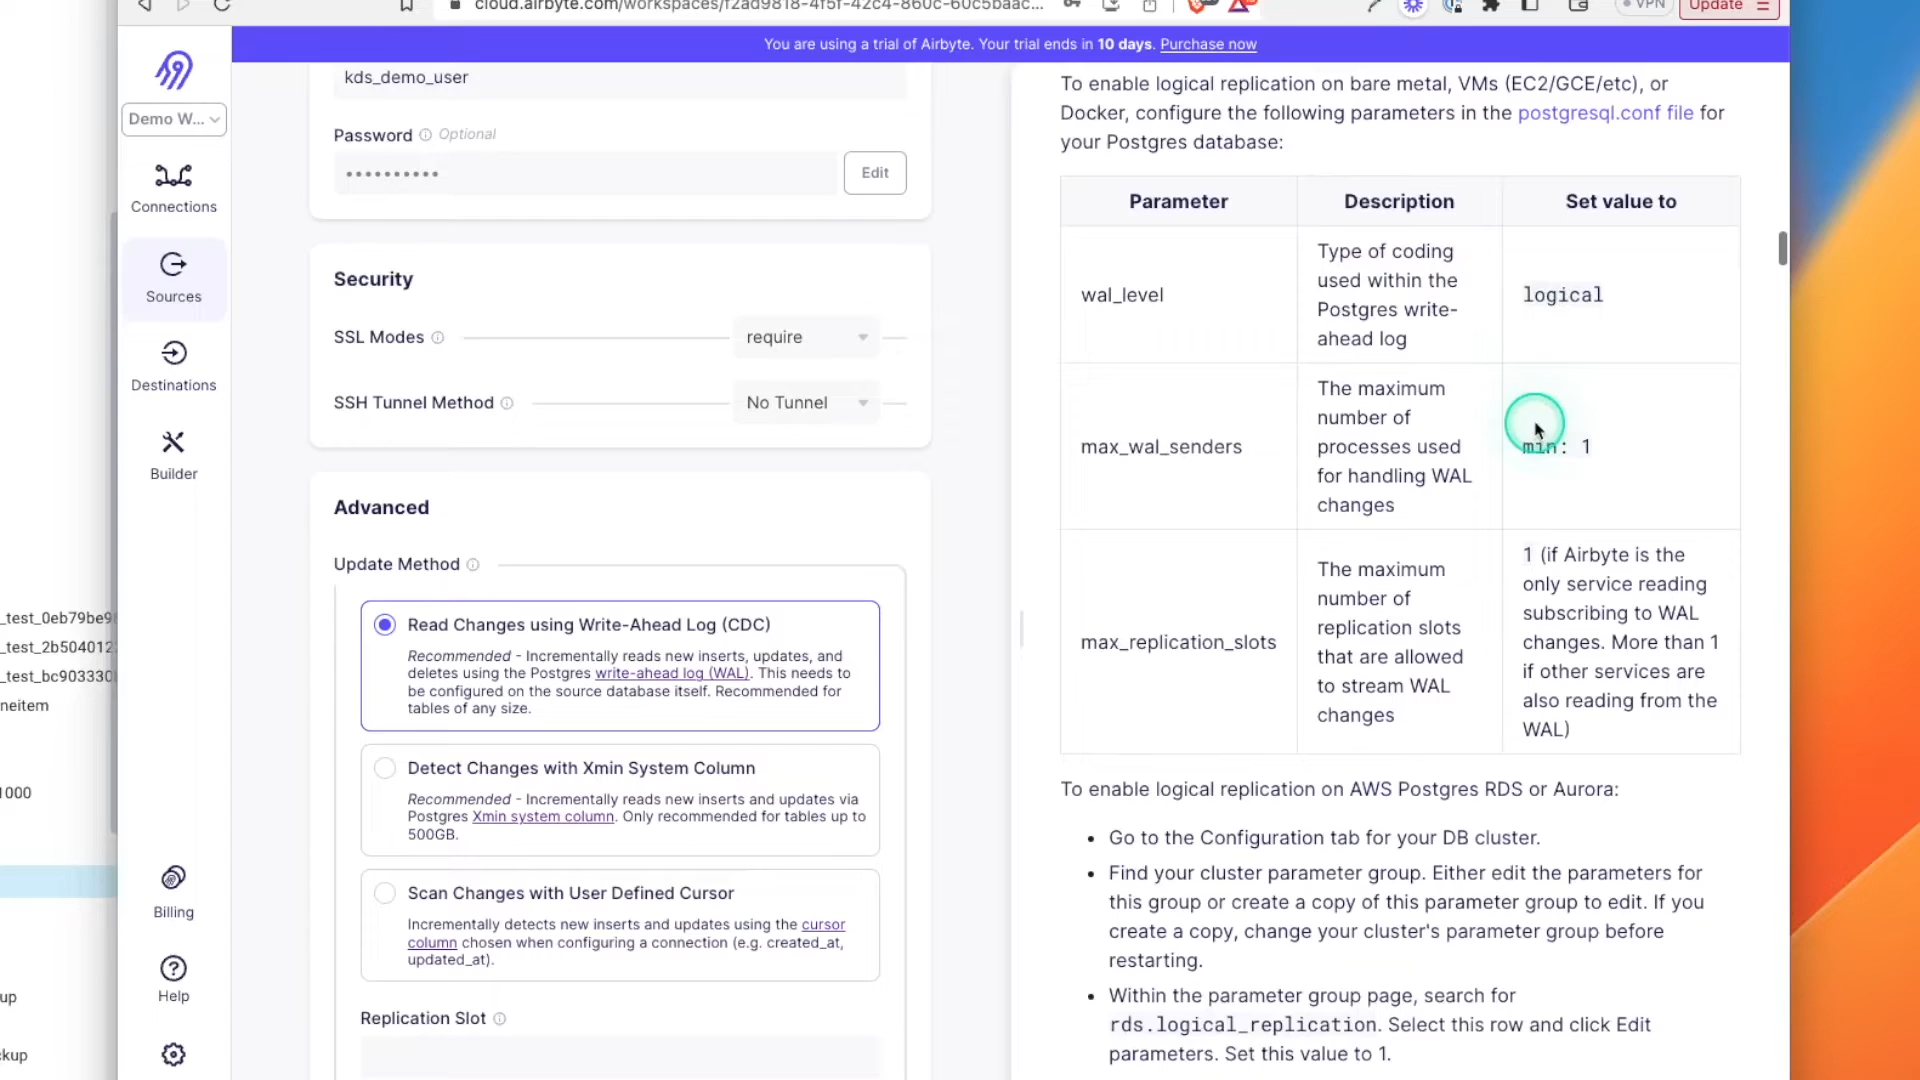 cloud.airbyte.com/workspaces/f2ad9818-4f5f-42c4-860c-60c5baac...
VPN
Update
You are using a trial of Airbyte. Your trial ends in 10 days. Purchase now
Demo W...
Connections
Sources
Destinations
Builder
Billing
Help
_test_0eb79be9
_test_2b504012
_test_bc903330
neitem
1000
up
ckup
kds_demo_user
Password Optional
••••••••••
Edit
Security
SSL Modes
require
SSH Tunnel Method
No Tunnel
Advanced
Update Method
Read Changes using Write-Ahead Log (CDC)
Recommended - Incrementally reads new inserts, updates, and
deletes using the Postgres write-ahead log (WAL). This needs to
be configured on the source database itself. Recommended for
tables of any size.
Detect Changes with Xmin System Column
Recommended - Incrementally reads new inserts and updates via
Postgres Xmin system column. Only recommended for tables up to
500GB.
Scan Changes with User Defined Cursor
Incrementally detects new inserts and updates using the cursor
column chosen when configuring a connection (e.g. created_at,
updated_at).
Replication Slot
To enable logical replication on bare metal, VMs (EC2/GCE/etc), or
Docker, configure the following parameters in the postgresql.conf file for
your Postgres database:
Parameter
Description
Set value to
wal_level
Type of coding
used within the
Postgres write-
ahead log
logical
max_wal_senders
The maximum
number of
processes used
for handling WAL
changes
min: 1
max_replication_slots
The maximum
number of
replication slots
that are allowed
to stream WAL
changes
1 (if Airbyte is the
only service reading
subscribing to WAL
changes. More than 1
if other services are
also reading from the
WAL)
To enable logical replication on AWS Postgres RDS or Aurora:
• Go to the Configuration tab for your DB cluster.
• Find your cluster parameter group. Either edit the parameters for
this group or create a copy of this parameter group to edit. If you
create a copy, change your cluster's parameter group before
restarting.
• Within the parameter group page, search for
rds.logical_replication. Select this row and click Edit
parameters. Set this value to 1.